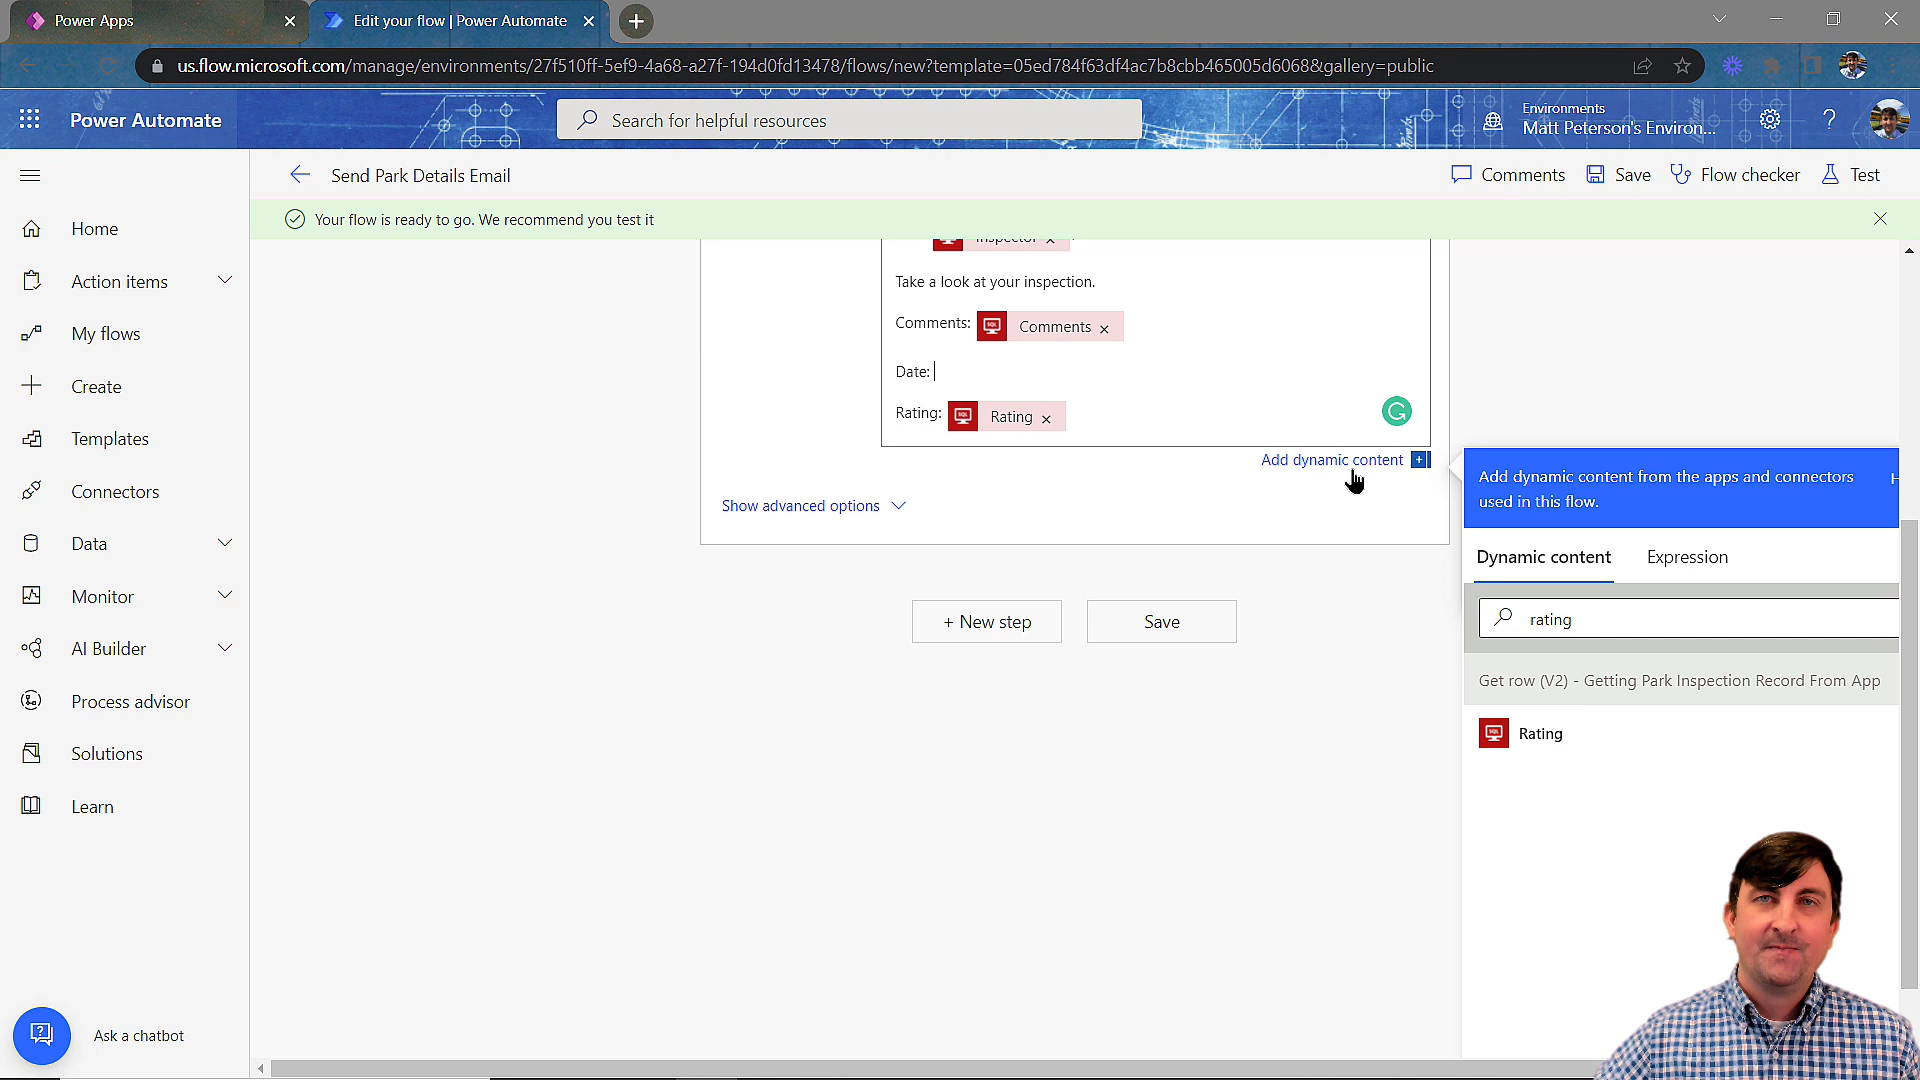 Power Apps
Edit your flow | Power Automate
us.flow.microsoft.com/manage/environments/27f510ff-5ef9-4a68-a27f-194d0fd13478/flows/new?template=05ed784f63df4ac7b8cbb465005d6068&gallery=public
Power Automate
Search for helpful resources
Environments
Matt Peterson's Environ...
Send Park Details Email
Comments
Save
Flow checker
Test
Your flow is ready to go. We recommend you test it
Home
Action items
My flows
Create
Templates
Connectors
Data
Monitor
AI Builder
Process advisor
Solutions
Learn
Ask a chatbot
Inspector
Take a look at your inspection.
Comments: Comments
Date:
Rating: Rating
Add dynamic content
Show advanced options
+ New step
Save
Add dynamic content from the apps and connectors
used in this flow.
Dynamic content
Expression
rating
Get row (V2) - Getting Park Inspection Record From App
Rating